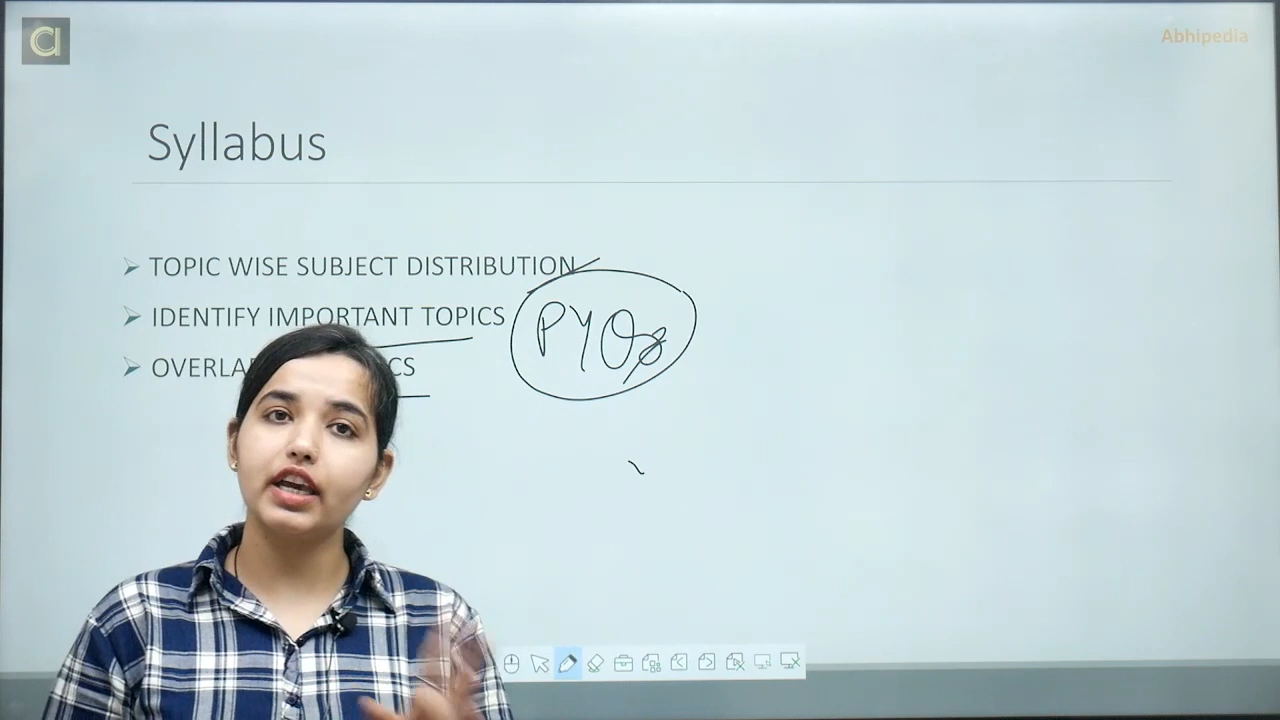 Abhipedia
Syllabus
TOPIC WISE SUBJECT DISTRIBUTION
IDENTIFY IMPORTANT TOPICS
PYQs